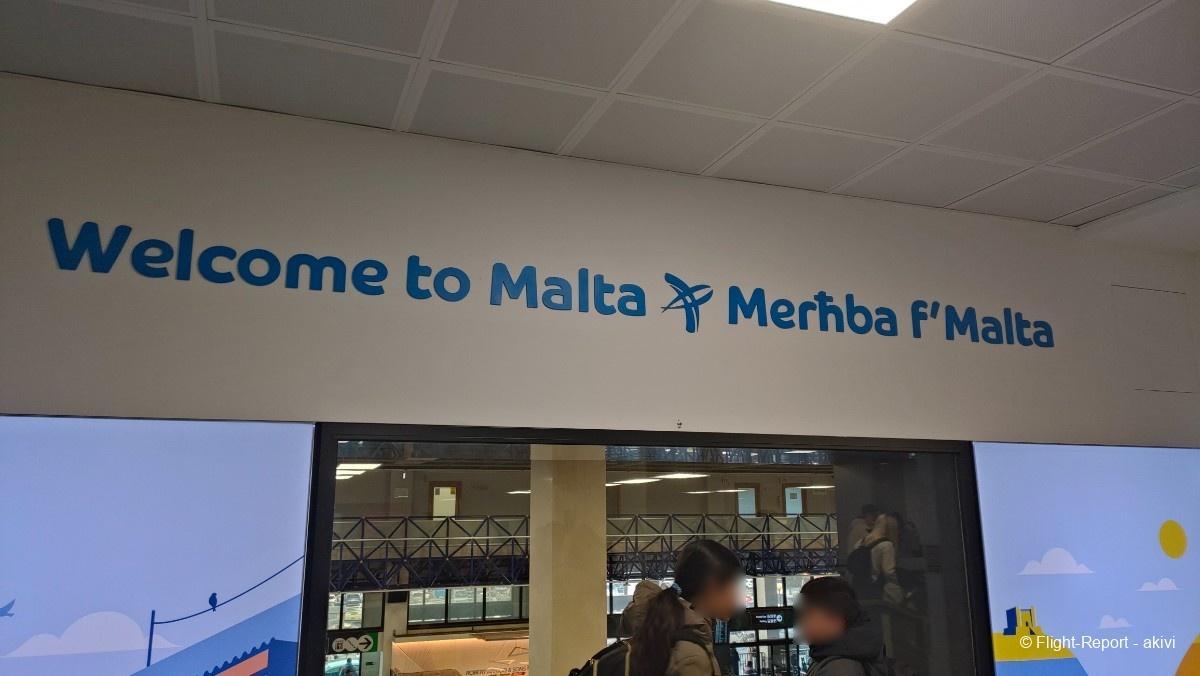 Welcome to Malta Merħba f'Malta
© Flight-Report - akivi